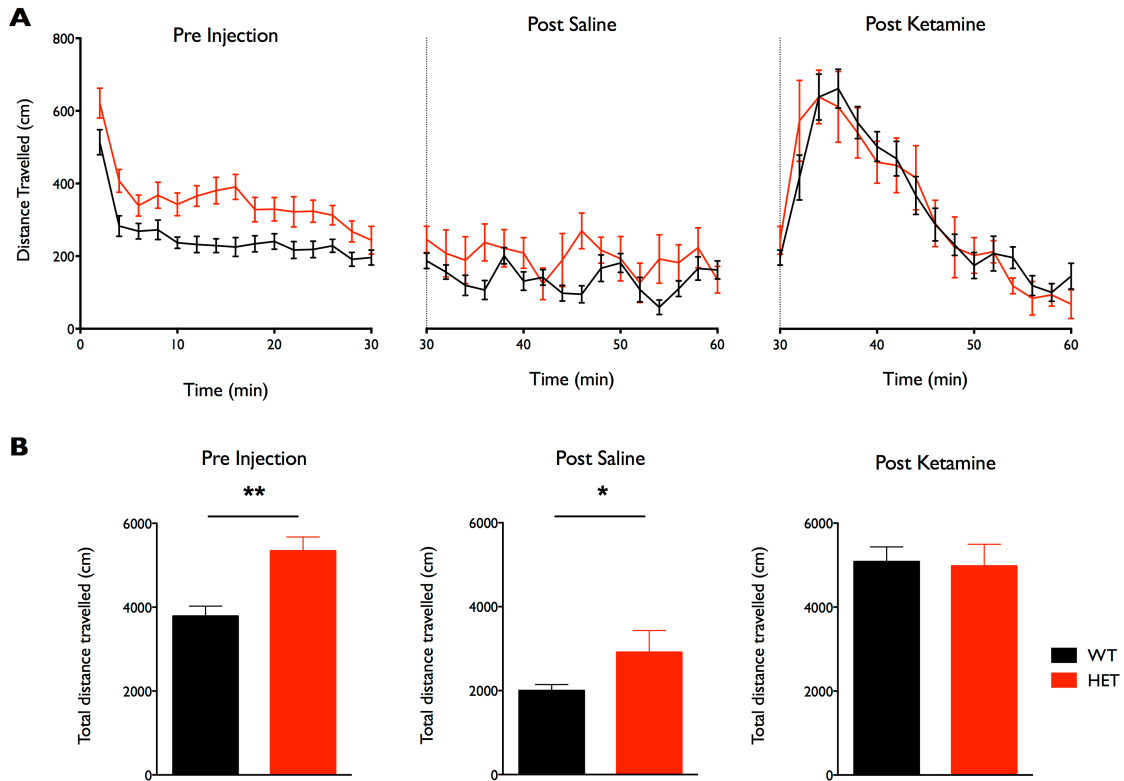 A
Pre Injection
Post Saline
Post Ketamine
Distance Travelled (cm)
800
600
400
200
0
0
10
20
30
30
40
50
60
30
40
50
60
Time (min)
Time (min)
Time (min)
B
Pre Injection
Post Saline
Post Ketamine
**
*
Total distance travelled (cm)
6000
4000
2000
0
Total distance travelled (cm)
6000
4000
2000
0
Total distance travelled (cm)
6000
4000
2000
0
WT
HET